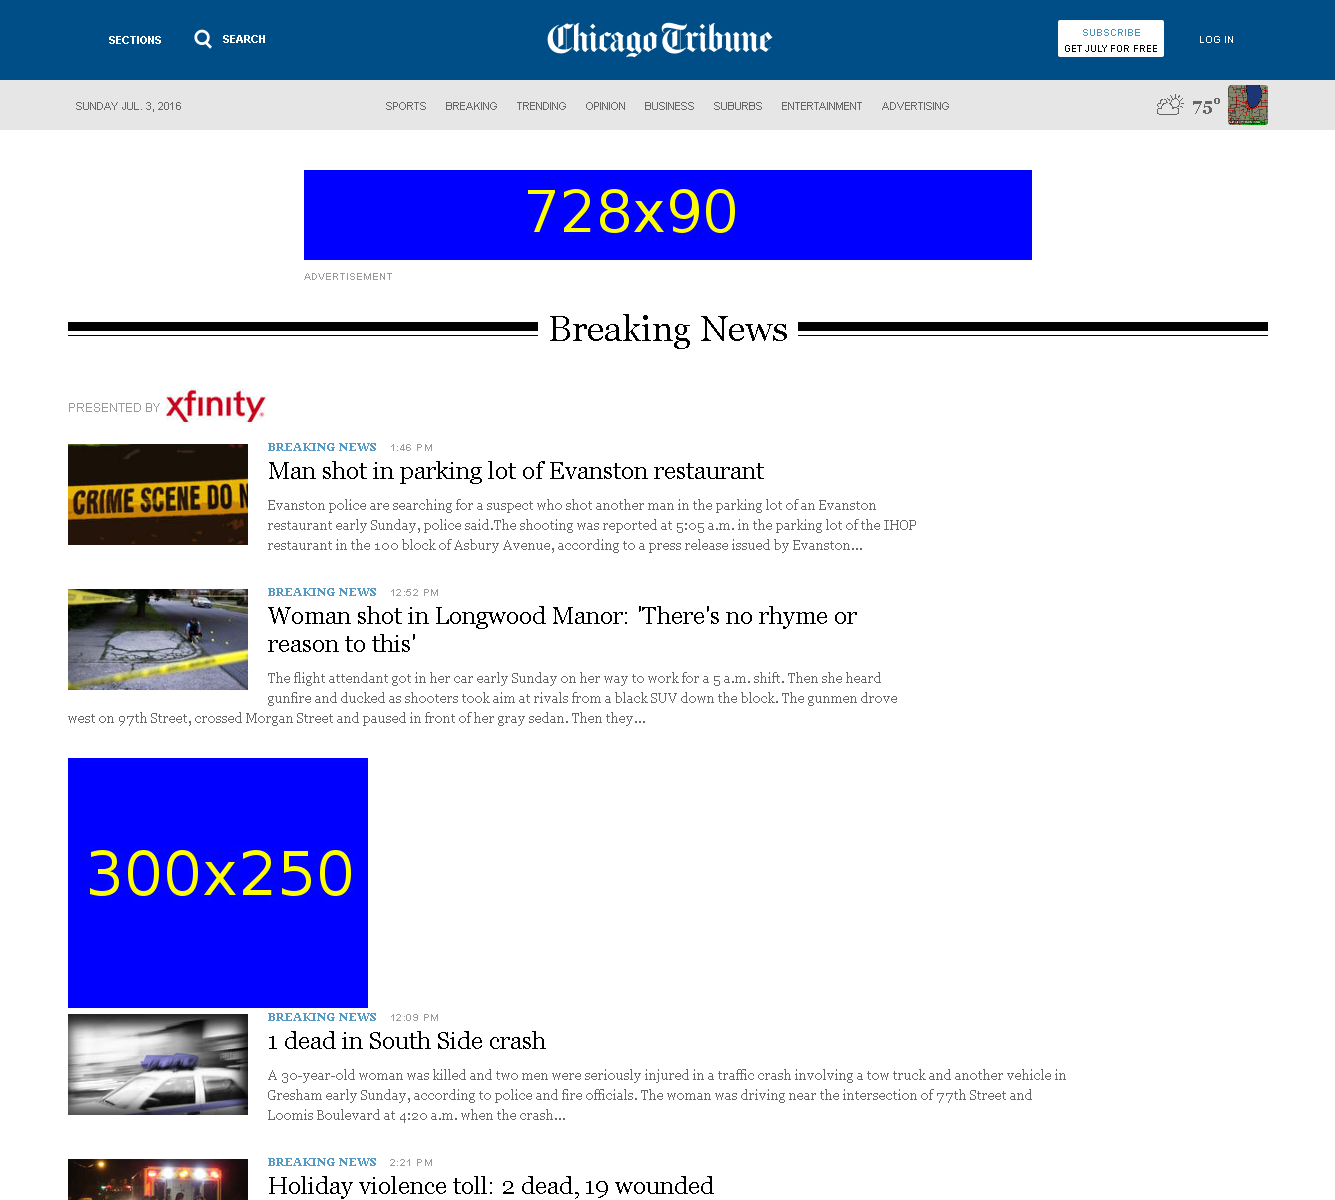 SECTIONS
SEARCH
Chicago Tribune
SUBSCRIBE
GET JULY FOR FREE
LOG IN
SUNDAY JUL. 3, 2016
SPORTS BREAKING TRENDING OPINION BUSINESS SUBURBS ENTERTAINMENT ADVERTISING
75°
728x90
ADVERTISEMENT
Breaking News
PRESENTED BY xfinity
CRIME SCENE DO N
BREAKING NEWS 1:46 PM
Man shot in parking lot of Evanston restaurant
Evanston police are searching for a suspect who shot another man in the parking lot of an Evanston
restaurant early Sunday, police said.The shooting was reported at 5:05 a.m. in the parking lot of the IHOP
restaurant in the 100 block of Asbury Avenue, according to a press release issued by Evanston...
BREAKING NEWS 12:52 PM
Woman shot in Longwood Manor: 'There's no rhyme or
reason to this'
The flight attendant got in her car early Sunday on her way to work for a 5 a.m. shift. Then she heard
gunfire and ducked as shooters took aim at rivals from a black SUV down the block. The gunmen drove
west on 97th Street, crossed Morgan Street and paused in front of her gray sedan. Then they...
300x250
BREAKING NEWS 12:09 PM
1 dead in South Side crash
A 30-year-old woman was killed and two men were seriously injured in a traffic crash involving a tow truck and another vehicle in
Gresham early Sunday, according to police and fire officials. The woman was driving near the intersection of 77th Street and
Loomis Boulevard at 4:20 a.m. when the crash...
BREAKING NEWS 2:21 PM
Holiday violence toll: 2 dead, 19 wounded